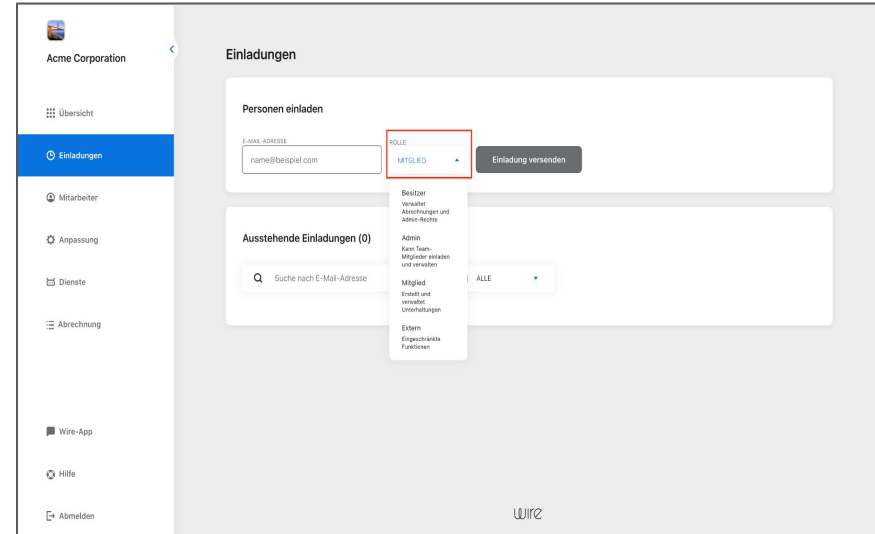 Acme Corporation
Übersicht
Einladungen
Mitarbeiter
Anpassung
Dienste
Abrechnung
Wire-App
Hilfe
Abmelden
Einladungen
Personen einladen
E-MAIL-ADRESSE
name@beispiel.com
ROLLE
MITGLIED
Einladung versenden
Besitzer
Verwaltet
Abrechnungen und
Admin-Rechte
Admin
Kann Team-
Mitglieder einladen
und verwalten
Mitglied
Erstellt und
verwaltet
Unterhaltungen
Extern
Eingeschränkte
Funktionen
Ausstehende Einladungen (0)
Suche nach E-Mail-Adresse
ALLE
wire